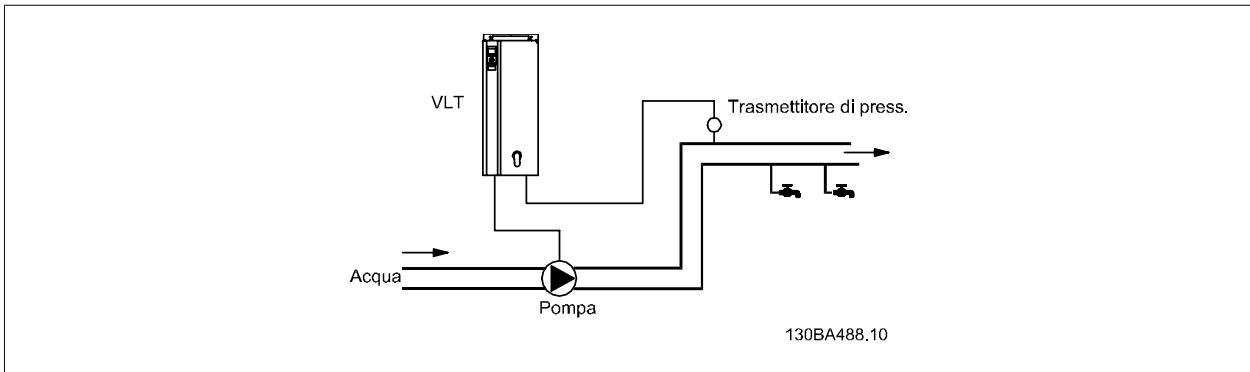 VLT
Trasmettitore di press.
Acqua
Pompa
130BA488.10